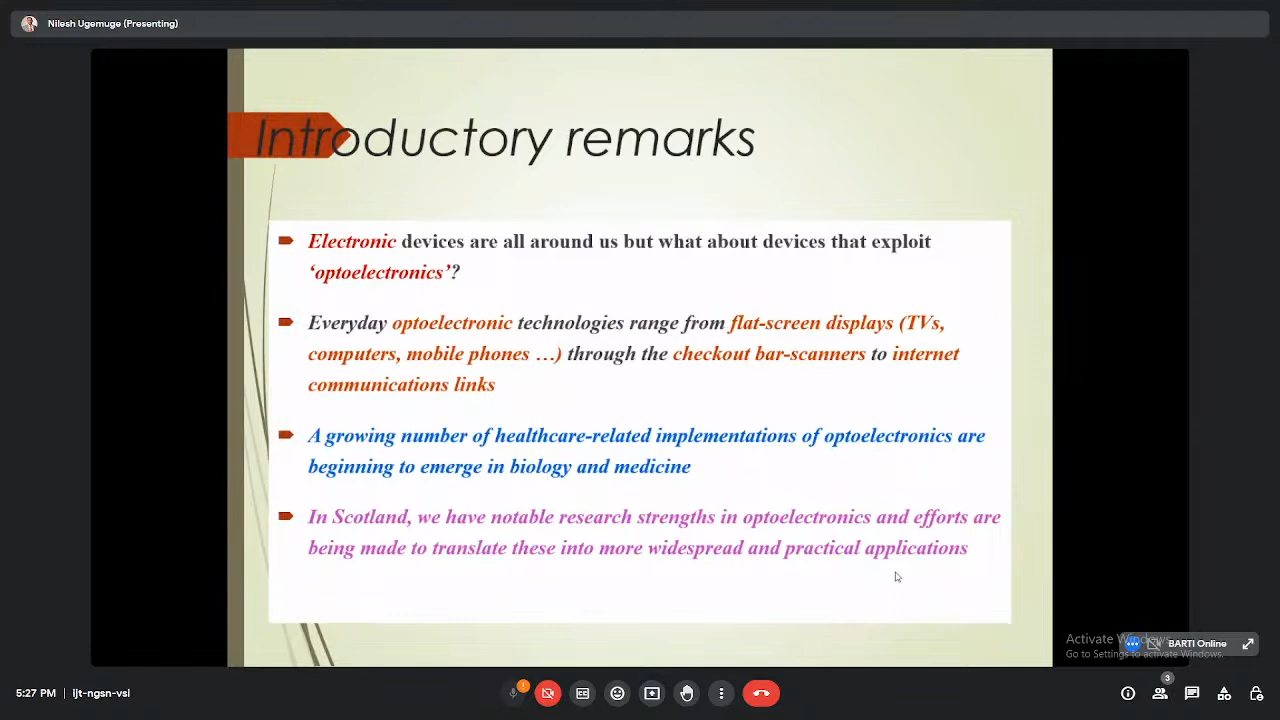 Nilesh Ugemuge (Presenting)
Introductory remarks
Electronic devices are all around us but what about devices that exploit
‘optoelectronics’?
Everyday optoelectronic technologies range from flat-screen displays (TVs,
computers, mobile phones …) through the checkout bar-scanners to internet
communications links
A growing number of healthcare-related implementations of optoelectronics are
beginning to emerge in biology and medicine
In Scotland, we have notable research strengths in optoelectronics and efforts are
being made to translate these into more widespread and practical applications
Activate Windows
Go to Settings to activate Windows.
BARTI Online
3
5:27 PM | ijt-ngsn-vsi